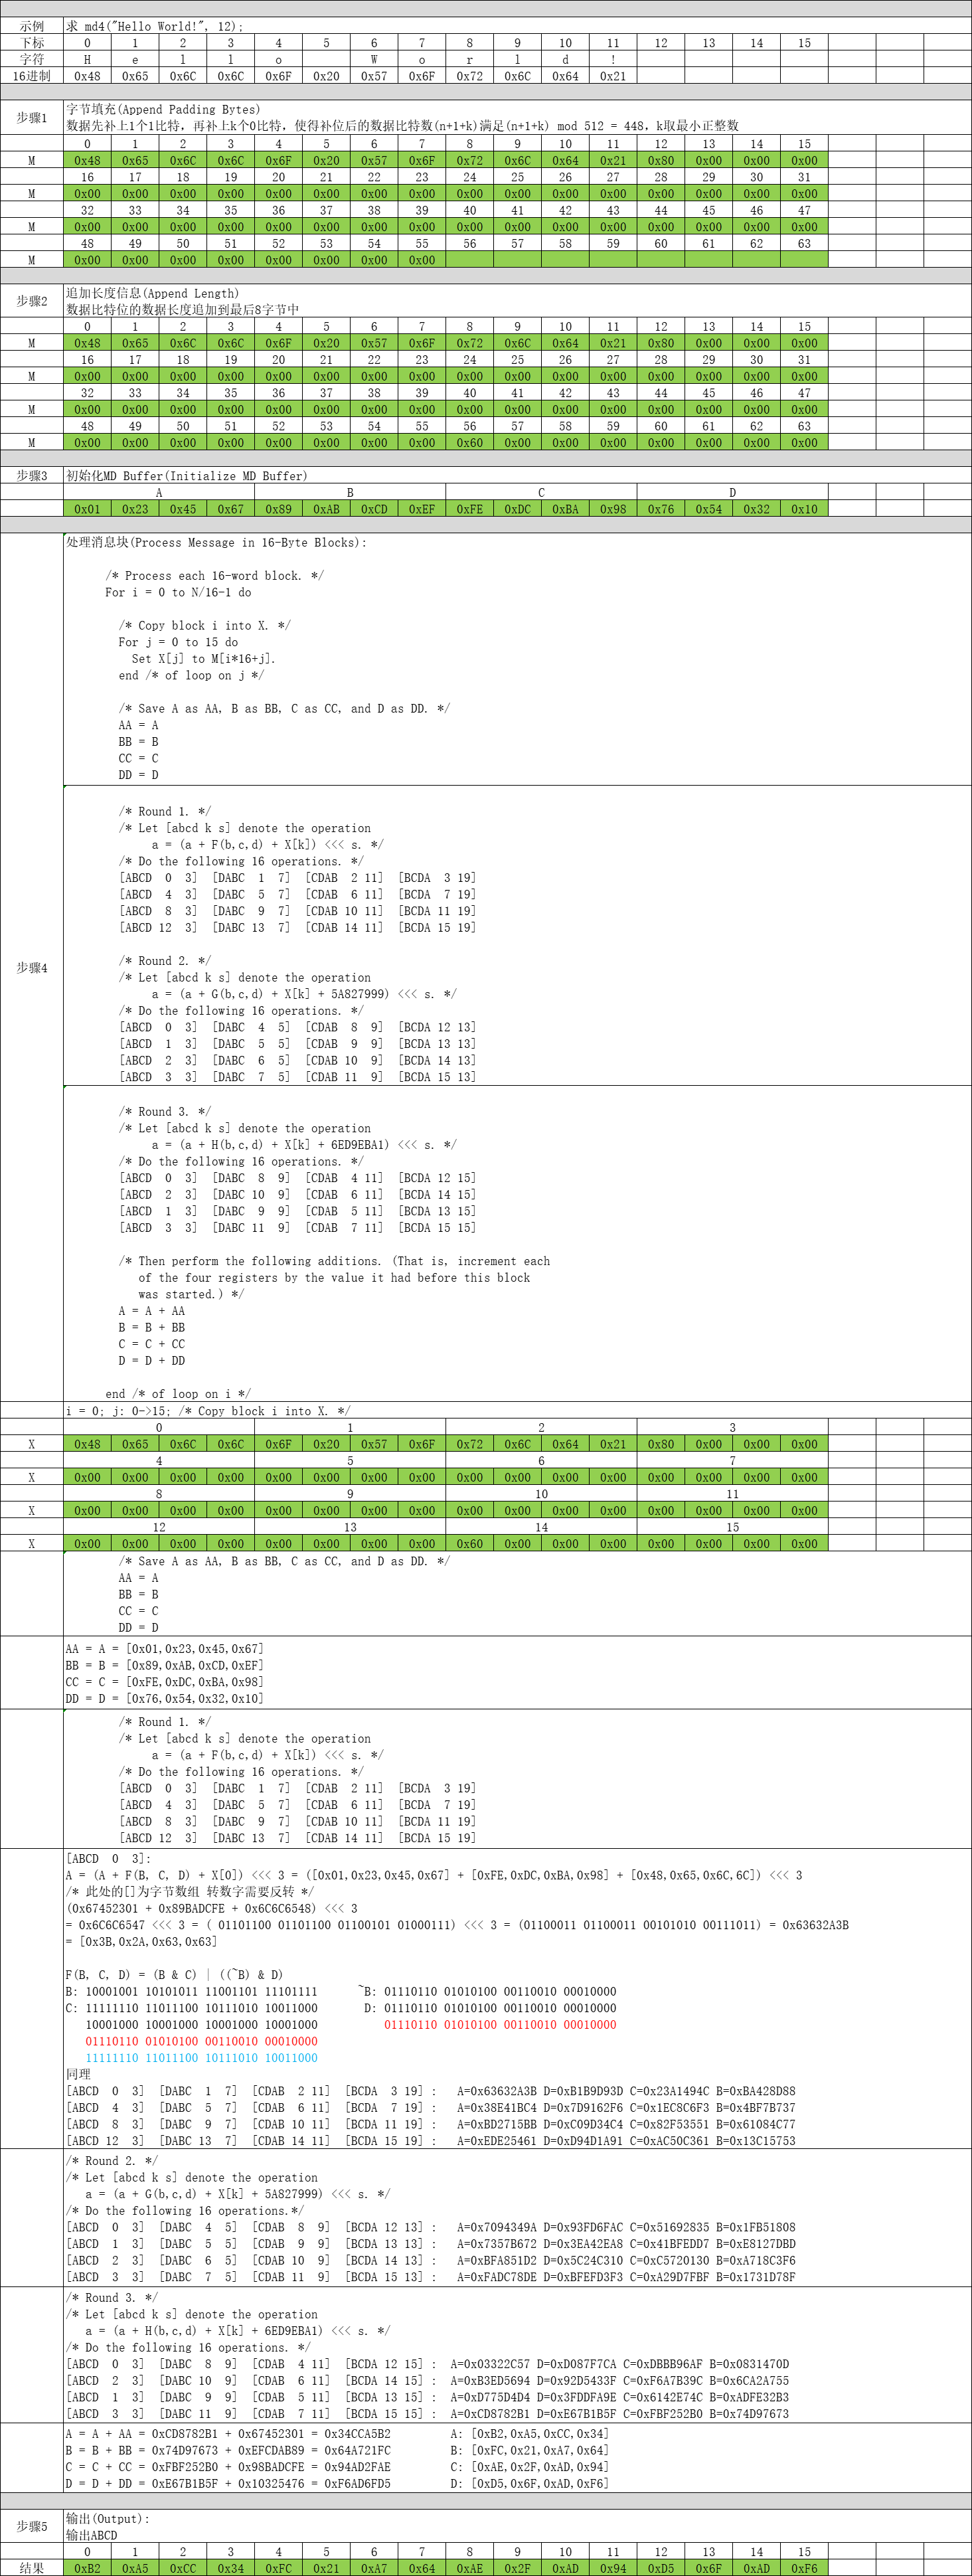 示例 求 md4("Hello World!", 12);
下标 0 1 2 3 4 5 6 7 8 9 10 11 12 13 14 15
字符 H e l l o W o r l d !
16进制 0x48 0x65 0x6C 0x6C 0x6F 0x20 0x57 0x6F 0x72 0x6C 0x64 0x21
步骤1 字节填充(Append Padding Bytes)
数据先补上1个1比特，再补上k个0比特，使得补位后的数据比特数(n+1+k)满足(n+1+k) mod 512 = 448，k取最小正整数
0 1 2 3 4 5 6 7 8 9 10 11 12 13 14 15
M 0x48 0x65 0x6C 0x6C 0x6F 0x20 0x57 0x6F 0x72 0x6C 0x64 0x21 0x80 0x00 0x00 0x00
16 17 18 19 20 21 22 23 24 25 26 27 28 29 30 31
M 0x00 0x00 0x00 0x00 0x00 0x00 0x00 0x00 0x00 0x00 0x00 0x00 0x00 0x00 0x00 0x00
32 33 34 35 36 37 38 39 40 41 42 43 44 45 46 47
M 0x00 0x00 0x00 0x00 0x00 0x00 0x00 0x00 0x00 0x00 0x00 0x00 0x00 0x00 0x00 0x00
48 49 50 51 52 53 54 55 56 57 58 59 60 61 62 63
M 0x00 0x00 0x00 0x00 0x00 0x00 0x00 0x00
步骤2 追加长度信息(Append Length)
数据比特位的数据长度追加到最后8字节中
0 1 2 3 4 5 6 7 8 9 10 11 12 13 14 15
M 0x48 0x65 0x6C 0x6C 0x6F 0x20 0x57 0x6F 0x72 0x6C 0x64 0x21 0x80 0x00 0x00 0x00
16 17 18 19 20 21 22 23 24 25 26 27 28 29 30 31
M 0x00 0x00 0x00 0x00 0x00 0x00 0x00 0x00 0x00 0x00 0x00 0x00 0x00 0x00 0x00 0x00
32 33 34 35 36 37 38 39 40 41 42 43 44 45 46 47
M 0x00 0x00 0x00 0x00 0x00 0x00 0x00 0x00 0x00 0x00 0x00 0x00 0x00 0x00 0x00 0x00
48 49 50 51 52 53 54 55 56 57 58 59 60 61 62 63
M 0x00 0x00 0x00 0x00 0x00 0x00 0x00 0x00 0x60 0x00 0x00 0x00 0x00 0x00 0x00 0x00
步骤3 初始化MD Buffer(Initialize MD Buffer)
A B C D
0x01 0x23 0x45 0x67 0x89 0xAB 0xCD 0xEF 0xFE 0xDC 0xBA 0x98 0x76 0x54 0x32 0x10
步骤4
处理消息块(Process Message in 16-Byte Blocks):
/* Process each 16-word block. */
For i = 0 to N/16-1 do
/* Copy block i into X. */
For j = 0 to 15 do
Set X[j] to M[i*16+j].
end /* of loop on j */
/* Save A as AA, B as BB, C as CC, and D as DD. */
AA = A
BB = B
CC = C
DD = D
/* Round 1. */
/* Let [abcd k s] denote the operation
a = (a + F(b,c,d) + X[k]) <<< s. */
/* Do the following 16 operations. */
[ABCD  0  3]  [DABC  1  7]  [CDAB  2 11]  [BCDA  3 19]
[ABCD  4  3]  [DABC  5  7]  [CDAB  6 11]  [BCDA  7 19]
[ABCD  8  3]  [DABC  9  7]  [CDAB 10 11]  [BCDA 11 19]
[ABCD 12  3]  [DABC 13  7]  [CDAB 14 11]  [BCDA 15 19]
/* Round 2. */
/* Let [abcd k s] denote the operation
a = (a + G(b,c,d) + X[k] + 5A827999) <<< s. */
/* Do the following 16 operations. */
[ABCD  0  3]  [DABC  4  5]  [CDAB  8  9]  [BCDA 12 13]
[ABCD  1  3]  [DABC  5  5]  [CDAB  9  9]  [BCDA 13 13]
[ABCD  2  3]  [DABC  6  5]  [CDAB 10  9]  [BCDA 14 13]
[ABCD  3  3]  [DABC  7  5]  [CDAB 11  9]  [BCDA 15 13]
/* Round 3. */
/* Let [abcd k s] denote the operation
a = (a + H(b,c,d) + X[k] + 6ED9EBA1) <<< s. */
/* Do the following 16 operations. */
[ABCD  0  3]  [DABC  8  9]  [CDAB  4 11]  [BCDA 12 15]
[ABCD  2  3]  [DABC 10  9]  [CDAB  6 11]  [BCDA 14 15]
[ABCD  1  3]  [DABC  9  9]  [CDAB  5 11]  [BCDA 13 15]
[ABCD  3  3]  [DABC 11  9]  [CDAB  7 11]  [BCDA 15 15]
/* Then perform the following additions. (That is, increment each
of the four registers by the value it had before this block
was started.) */
A = A + AA
B = B + BB
C = C + CC
D = D + DD
end /* of loop on i */
i = 0; j: 0->15; /* Copy block i into X. */
0 1 2 3
X 0x48 0x65 0x6C 0x6C 0x6F 0x20 0x57 0x6F 0x72 0x6C 0x64 0x21 0x80 0x00 0x00 0x00
4 5 6 7
X 0x00 0x00 0x00 0x00 0x00 0x00 0x00 0x00 0x00 0x00 0x00 0x00 0x00 0x00 0x00 0x00
8 9 10 11
X 0x00 0x00 0x00 0x00 0x00 0x00 0x00 0x00 0x00 0x00 0x00 0x00 0x00 0x00 0x00 0x00
12 13 14 15
X 0x00 0x00 0x00 0x00 0x00 0x00 0x00 0x00 0x60 0x00 0x00 0x00 0x00 0x00 0x00 0x00
/* Save A as AA, B as BB, C as CC, and D as DD. */
AA = A
BB = B
CC = C
DD = D
AA = A = [0x01,0x23,0x45,0x67]
BB = B = [0x89,0xAB,0xCD,0xEF]
CC = C = [0xFE,0xDC,0xBA,0x98]
DD = D = [0x76,0x54,0x32,0x10]
/* Round 1. */
/* Let [abcd k s] denote the operation
a = (a + F(b,c,d) + X[k]) <<< s. */
/* Do the following 16 operations. */
[ABCD  0  3]  [DABC  1  7]  [CDAB  2 11]  [BCDA  3 19]
[ABCD  4  3]  [DABC  5  7]  [CDAB  6 11]  [BCDA  7 19]
[ABCD  8  3]  [DABC  9  7]  [CDAB 10 11]  [BCDA 11 19]
[ABCD 12  3]  [DABC 13  7]  [CDAB 14 11]  [BCDA 15 19]
[ABCD  0  3]:
A = (A + F(B, C, D) + X[0]) <<< 3 = ([0x01,0x23,0x45,0x67] + [0xFE,0xDC,0xBA,0x98] + [0x48,0x65,0x6C,6C]) <<< 3
/* 此处的[]为字节数组 转数字需要反转 */
(0x67452301 + 0x89BADCFE + 0x6C6C6548) <<< 3
= 0x6C6C6547 <<< 3 = ( 01101100 01101100 01100101 01000111) <<< 3 = (01100011 01100011 00101010 00111011) = 0x63632A3B
= [0x3B,0x2A,0x63,0x63]
F(B, C, D) = (B & C) | ((~B) & D)
B: 10001001 10101011 11001101 11101111 ~B: 01110110 01010100 00110010 00010000
C: 11111110 11011100 10111010 10011000 D: 01110110 01010100 00110010 00010000
10001000 10001000 10001000 10001000 01110110 01010100 00110010 00010000
01110110 01010100 00110010 00010000
11111110 11011100 10111010 10011000
同理
[ABCD  0  3]  [DABC  1  7]  [CDAB  2 11]  [BCDA  3 19] :   A=0x63632A3B D=0xB1B9D93D C=0x23A1494C B=0xBA428D88
[ABCD  4  3]  [DABC  5  7]  [CDAB  6 11]  [BCDA  7 19] :   A=0x38E41BC4 D=0x7D9162F6 C=0x1EC8C6F3 B=0x4BF7B737
[ABCD  8  3]  [DABC  9  7]  [CDAB 10 11]  [BCDA 11 19] :   A=0xBD2715BB D=0xC09D34C4 C=0x82F53551 B=0x61084C77
[ABCD 12  3]  [DABC 13  7]  [CDAB 14 11]  [BCDA 15 19] :   A=0xEDE25461 D=0xD94D1A91 C=0xAC50C361 B=0x13C15753
/* Round 2. */
/* Let [abcd k s] denote the operation
a = (a + G(b,c,d) + X[k] + 5A827999) <<< s. */
/* Do the following 16 operations.*/
[ABCD  0  3]  [DABC  4  5]  [CDAB  8  9]  [BCDA 12 13] :   A=0x7094349A D=0x93FD6FAC C=0x51692835 B=0x1FB51808
[ABCD  1  3]  [DABC  5  5]  [CDAB  9  9]  [BCDA 13 13] :   A=0x7357B672 D=0x3EA42EA8 C=0x41BFEDD7 B=0xE8127DBD
[ABCD  2  3]  [DABC  6  5]  [CDAB 10  9]  [BCDA 14 13] :   A=0xBFA851D2 D=0x5C24C310 C=0xC5720130 B=0xA718C3F6
[ABCD  3  3]  [DABC  7  5]  [CDAB 11  9]  [BCDA 15 13] :   A=0xFADC78DE D=0xBFEFD3F3 C=0xA29D7FBF B=0x1731D78F
/* Round 3. */
/* Let [abcd k s] denote the operation
a = (a + H(b,c,d) + X[k] + 6ED9EBA1) <<< s. */
/* Do the following 16 operations. */
[ABCD  0  3]  [DABC  8  9]  [CDAB  4 11]  [BCDA 12 15] :  A=0x03322C57 D=0xD087F7CA C=0xDBBB96AF B=0x0831470D
[ABCD  2  3]  [DABC 10  9]  [CDAB  6 11]  [BCDA 14 15] :  A=0xB3ED5694 D=0x92D5433F C=0xF6A7B39C B=0x6CA2A755
[ABCD  1  3]  [DABC  9  9]  [CDAB  5 11]  [BCDA 13 15] :  A=0xD775D4D4 D=0x3FDDFA9E C=0x6142E74C B=0xADFE32B3
[ABCD  3  3]  [DABC 11  9]  [CDAB  7 11]  [BCDA 15 15] :  A=0xCD8782B1 D=0xE67B1B5F C=0xFBF252B0 B=0x74D97673
A = A + AA = 0xCD8782B1 + 0x67452301 = 0x34CCA5B2 A: [0xB2,0xA5,0xCC,0x34]
B = B + BB = 0x74D97673 + 0xEFCDAB89 = 0x64A721FC B: [0xFC,0x21,0xA7,0x64]
C = C + CC = 0xFBF252B0 + 0x98BADCFE = 0x94AD2FAE C: [0xAE,0x2F,0xAD,0x94]
D = D + DD = 0xE67B1B5F + 0x10325476 = 0xF6AD6FD5 D: [0xD5,0x6F,0xAD,0xF6]
步骤5 输出(Output):
输出ABCD
0 1 2 3 4 5 6 7 8 9 10 11 12 13 14 15
结果 0xB2 0xA5 0xCC 0x34 0xFC 0x21 0xA7 0x64 0xAE 0x2F 0xAD 0x94 0xD5 0x6F 0xAD 0xF6